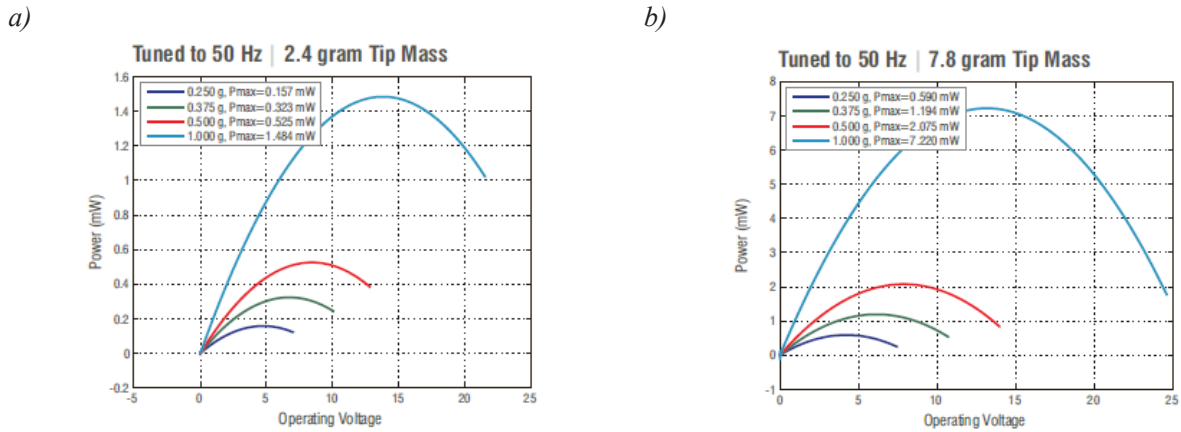 a)
Tuned to 50 Hz | 2.4 gram Tip Mass
1.6
1.4
1.2
1
0.8
0.6
0.4
0.2
0
-0.2
Power (mW)
0.250 g, Pmax=0.157 mW
0.375 g, Pmax=0.323 mW
0.500 g, Pmax=0.525 mW
1.000 g, Pmax=1.484 mW
-5 0 5 10 15 20 25
Operating Voltage
b)
Tuned to 50 Hz | 7.8 gram Tip Mass
8
7
6
5
4
3
2
1
0
-1
Power (mW)
0.250 g, Pmax=0.590 mW
0.375 g, Pmax=1.194 mW
0.500 g, Pmax=2.075 mW
1.000 g, Pmax=7.220 mW
0 5 10 15 20 25
Operating Voltage